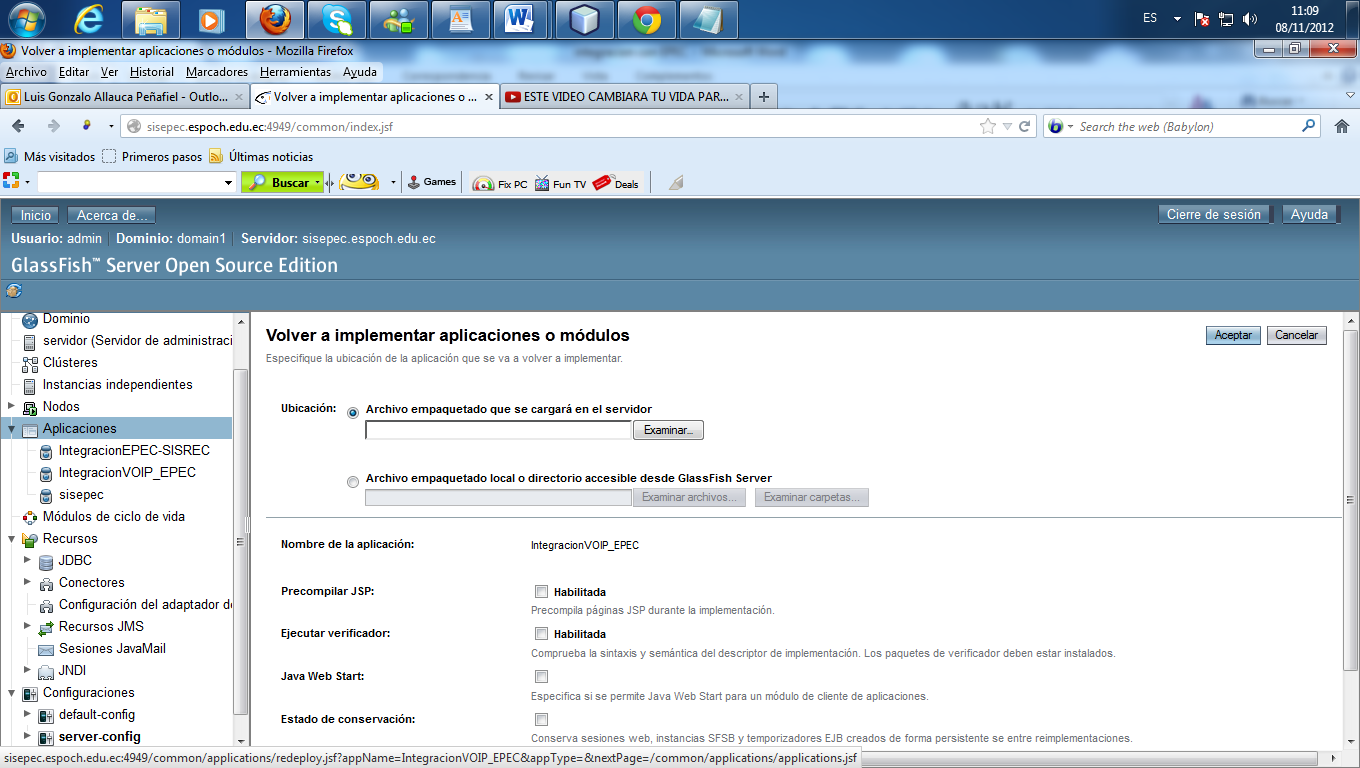 ES
11:09
08/11/2012
Volver a implementar aplicaciones o módulos - Mozilla Firefox
Archivo Editar Ver Historial Marcadores Herramientas Ayuda
Luis Gonzalo Allauca Peñafiel - Outlo...
Volver a implementar aplicaciones o ...
ESTE VIDEO CAMBIARA TU VIDA PAR...
sisepec.espoch.edu.ec:4949/common/index.jsf
Search the web (Babylon)
Más visitados Primeros pasos Últimas noticias
Buscar Games Fix PC Fun TV Deals
Inicio Acerca de... Cierre de sesión Ayuda
Usuario: admin Dominio: domain1 Servidor: sisepec.espoch.edu.ec
GlassFish™ Server Open Source Edition
Dominio
servidor (Servidor de administraci
Clústeres
Instancias independientes
Nodos
Aplicaciones
IntegracionEPEC-SISREC
IntegracionVOIP_EPEC
sisepec
Módulos de ciclo de vida
Recursos
JDBC
Conectores
Configuración del adaptador de
Recursos JMS
Sesiones JavaMail
JNDI
Configuraciones
default-config
server-config
Volver a implementar aplicaciones o módulos
Aceptar Cancelar
Especifique la ubicación de la aplicación que se va a volver a implementar.
Ubicación: Archivo empaquetado que se cargará en el servidor
Examinar...
Archivo empaquetado local o directorio accesible desde GlassFish Server
Examinar archivos... Examinar carpetas...
Nombre de la aplicación: IntegracionVOIP_EPEC
Precompilar JSP: Habilitada
Precompila páginas JSP durante la implementación.
Ejecutar verificador: Habilitada
Comprueba la sintaxis y semántica del descriptor de implementación. Los paquetes de verificador deben estar instalados.
Java Web Start:
Especifica si se permite Java Web Start para un módulo de cliente de aplicaciones.
Estado de conservación:
Conserva sesiones web, instancias SFSB y temporizadores EJB creados de forma persistente se entre reimplementaciones.
sisepec.espoch.edu.ec:4949/common/applications/redeploy.jsf?appName=IntegracionVOIP_EPEC&appType=&nextPage=/common/applications/applications.jsf